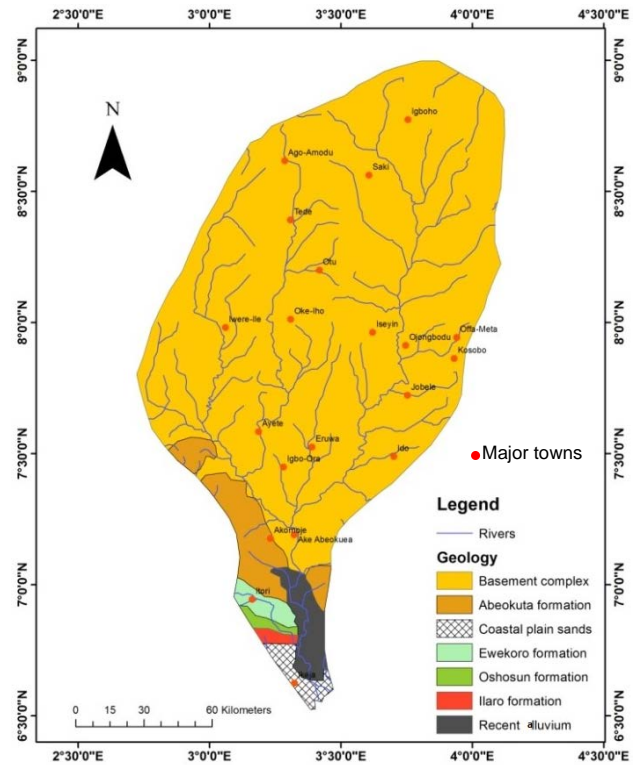 2°30'0"E 3°0'0"E 3°30'0"E 4°0'0"E 4°30'0"E
9°0'0"N 9°0'0"N
N
Igboho
Ago-Amodu
Saki
8°30'0"N 8°30'0"N
Tede
Otu
Oke-Iho
8°0'0"N 8°0'0"N
Iwere-Ile
Iseyin
Offa-Meta
Ojongbodu
Kosobo
Jobele
Ayete
Eruwa
7°30'0"N 7°30'0"N
Ido
Major towns
Igbo-Ora
Legend
Rivers
Akomoje
Ake Abeokuea
Geology
7°0'0"N 7°0'0"N
Basement complex
Itori
Abeokuta formation
Coastal plain sands
Ewekoro formation
Oshosun formation
Ikeja
Ilaro formation
0 15 30 60 Kilometers
Recent alluvium
6°30'0"N 6°30'0"N
2°30'0"E 3°0'0"E 3°30'0"E 4°0'0"E 4°30'0"E